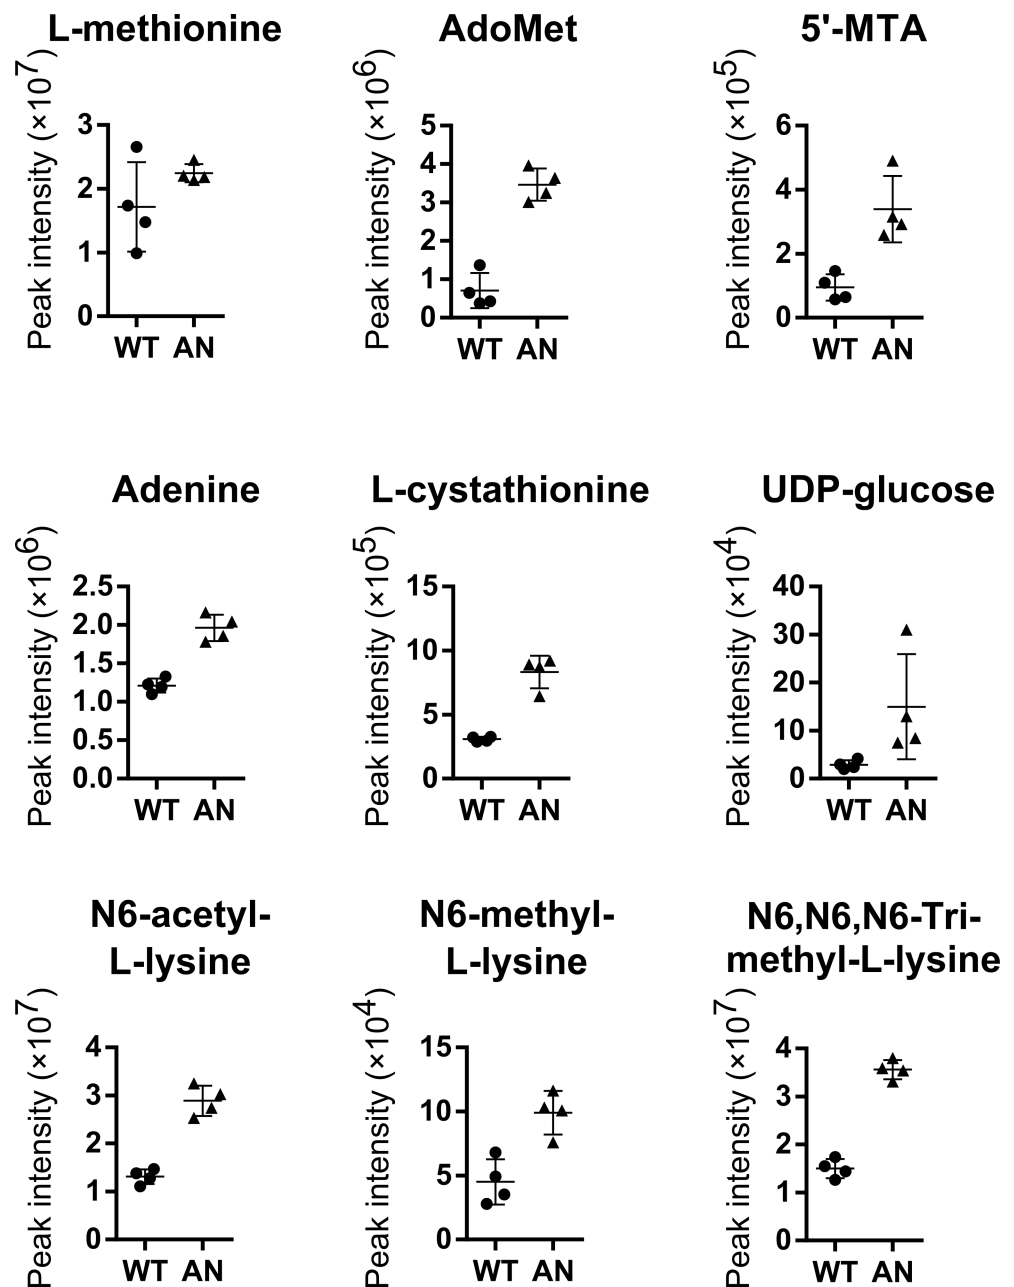 L-methionine
Peak intensity (×10⁷)
3
2
1
0
WT AN
AdoMet
Peak intensity (×10⁶)
5
4
3
2
1
0
WT AN
5'-MTA
Peak intensity (×10⁵)
6
4
2
0
WT AN
Adenine
Peak intensity (×10⁶)
2.5
2.0
1.5
1.0
0.5
0.0
WT AN
L-cystathionine
Peak intensity (×10⁵)
15
10
5
0
WT AN
UDP-glucose
Peak intensity (×10⁴)
40
30
20
10
0
WT AN
N6-acetyl-
L-lysine
Peak intensity (×10⁷)
4
3
2
1
0
WT AN
N6-methyl-
L-lysine
Peak intensity (×10⁴)
15
10
5
0
WT AN
N6,N6,N6-Tri-
methyl-L-lysine
Peak intensity (×10⁷)
4
3
2
1
0
WT AN